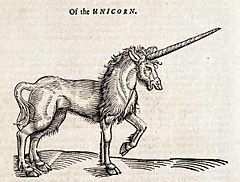 Of the UNICORN.